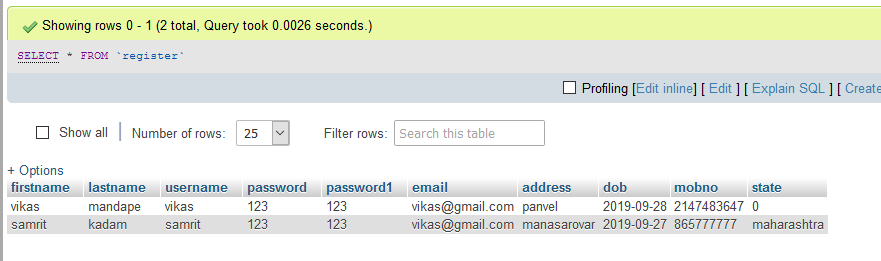 Showing rows 0 - 1 (2 total, Query took 0.0026 seconds.)
SELECT * FROM `register`
Profiling [Edit inline] [ Edit ] [ Explain SQL ] [ Create
Show all Number of rows: 25 Filter rows: Search this table
+ Options
firstname lastname username password password1 email address dob mobno state
vikas mandape vikas 123 123 vikas@gmail.com panvel 2019-09-28 2147483647 0
samrit kadam samrit 123 123 vikas@gmail.com manasarovar 2019-09-27 865777777 maharashtra